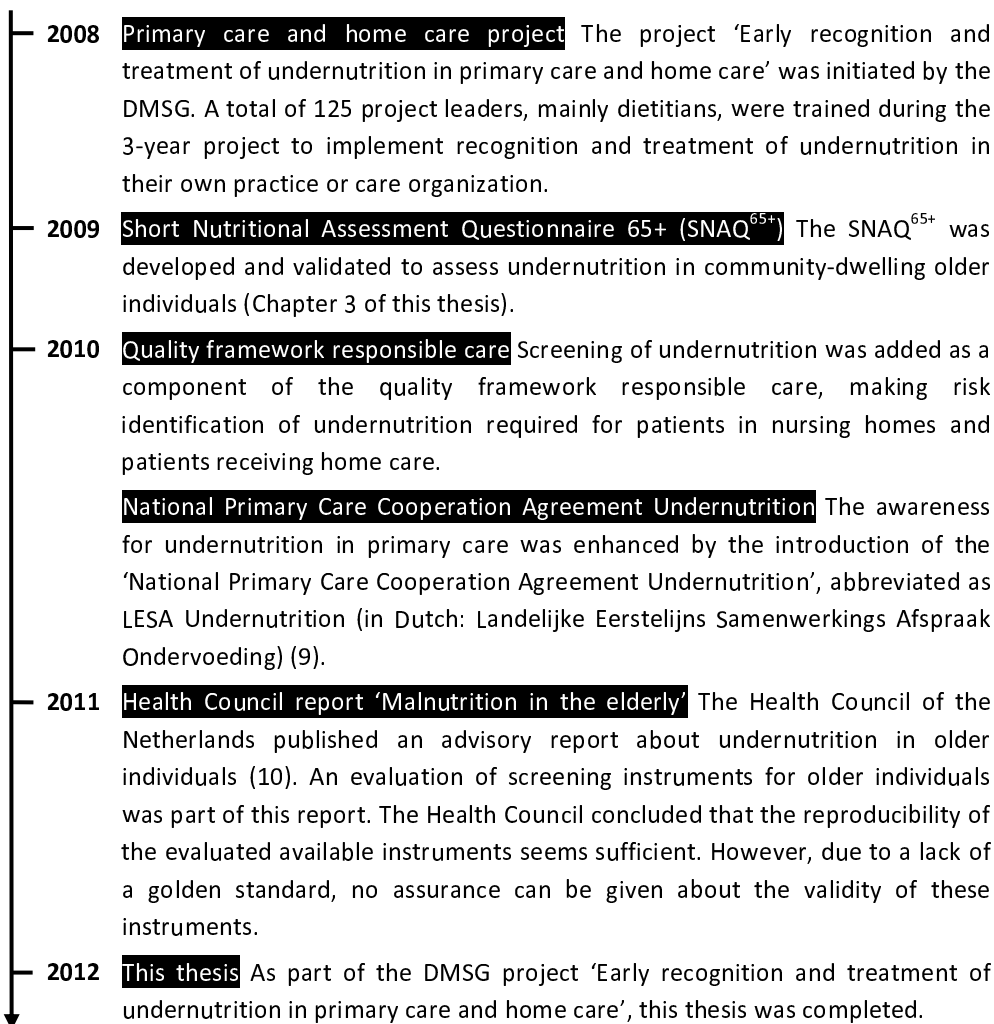 2008 Primary care and home care project The project ‘Early recognition and
treatment of undernutrition in primary care and home care’ was initiated by the
DMSG. A total of 125 project leaders, mainly dietitians, were trained during the
3-year project to implement recognition and treatment of undernutrition in
their own practice or care organization.
2009 Short Nutritional Assessment Questionnaire 65+ (SNAQ65+) The SNAQ65+ was
developed and validated to assess undernutrition in community-dwelling older
individuals (Chapter 3 of this thesis).
2010 Quality framework responsible care Screening of undernutrition was added as a
component of the quality framework responsible care, making risk
identification of undernutrition required for patients in nursing homes and
patients receiving home care.
National Primary Care Cooperation Agreement Undernutrition The awareness
for undernutrition in primary care was enhanced by the introduction of the
‘National Primary Care Cooperation Agreement Undernutrition’, abbreviated as
LESA Undernutrition (in Dutch: Landelijke Eerstelijns Samenwerkings Afspraak
Ondervoeding) (9).
2011 Health Council report ‘Malnutrition in the elderly’ The Health Council of the
Netherlands published an advisory report about undernutrition in older
individuals (10). An evaluation of screening instruments for older individuals
was part of this report. The Health Council concluded that the reproducibility of
the evaluated available instruments seems sufficient. However, due to a lack of
a golden standard, no assurance can be given about the validity of these
instruments.
2012 This thesis As part of the DMSG project ‘Early recognition and treatment of
undernutrition in primary care and home care’, this thesis was completed.